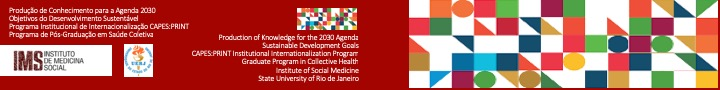 Produção de Conhecimento para a Agenda 2030
Objetivos do Desenvolvimento Sustentável
Programa Institucional de Internacionalização CAPES:PRINT
Programa de Pós-Graduação em Saúde Coletiva
IMS
INSTITUTO
DE MEDICINA
SOCIAL
UERJ
Production of Knowledge for the 2030 Agenda
Sustainable Development Goals
CAPES:PRINT Institutional Internationalization Program
Graduate Program in Collective Health
Institute of Social Medicine
State University of Rio de Janeiro